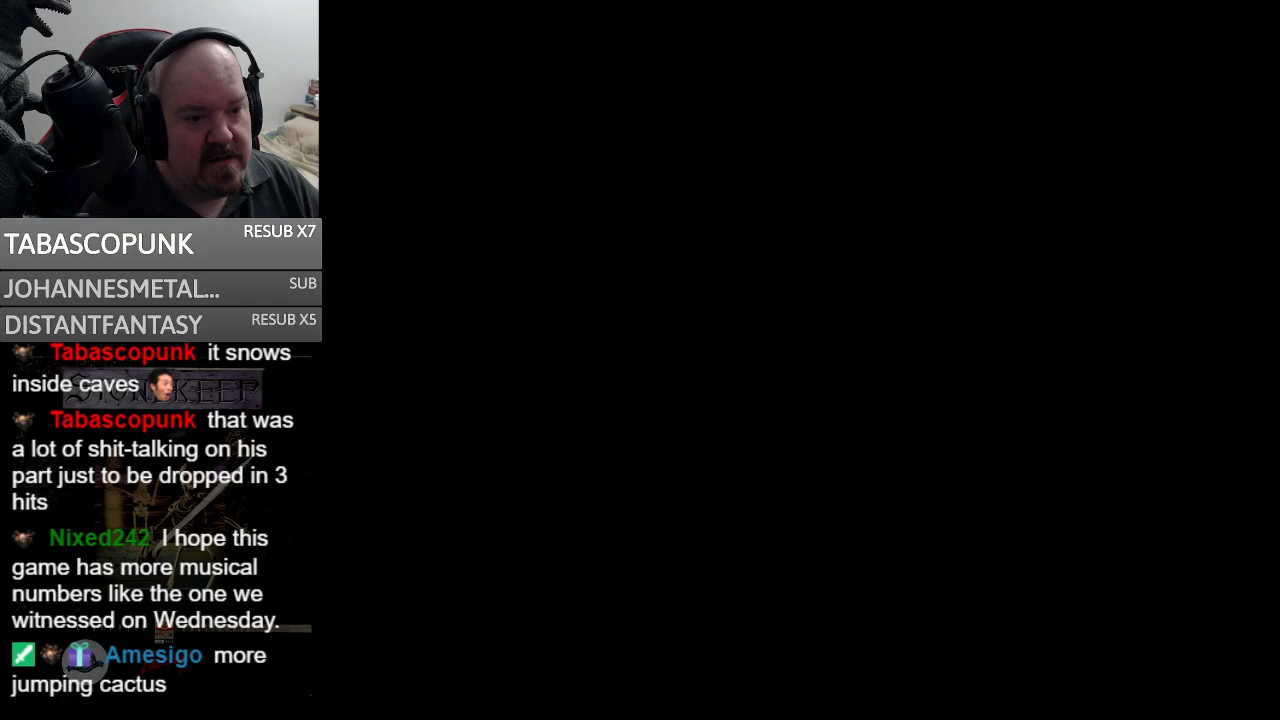 TABASCOPUNK RESUB X7
JOHANNESMETAL... SUB
DISTANTFANTASY RESUB X5
Tabascopunk it snows
inside caves
STONEKEEP
Tabascopunk that was
a lot of shit-talking on his
part just to be dropped in 3
hits
Nixed242 I hope this
game has more musical
numbers like the one we
witnessed on Wednesday.
Amesigo more
jumping cactus